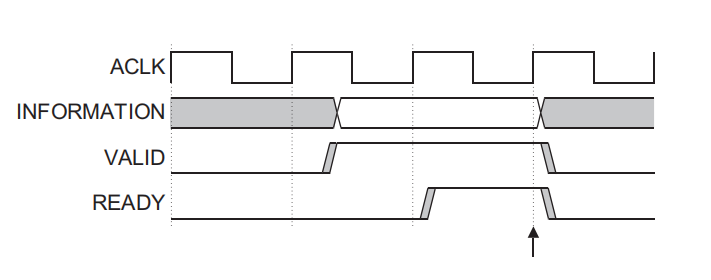 ACLK
INFORMATION
VALID
READY